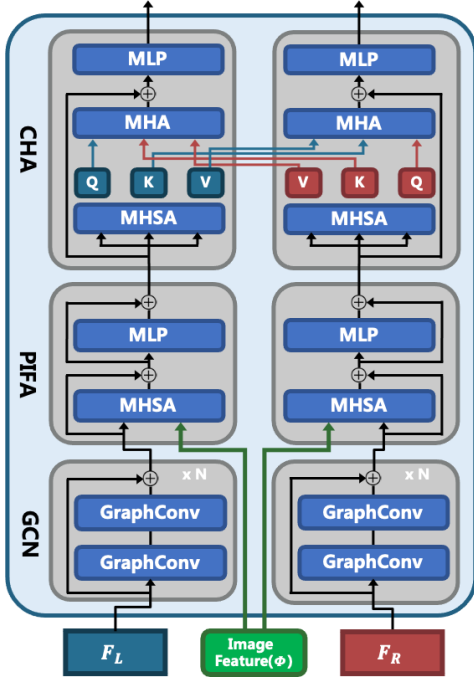 MLP
MLP
CHA
MHA
MHA
Q
K
V
V
K
Q
MHSA
MHSA
PIFA
MLP
MLP
MHSA
MHSA
GCN
x N
x N
GraphConv
GraphConv
GraphConv
GraphConv
F_L
Image
Feature(Φ)
F_R